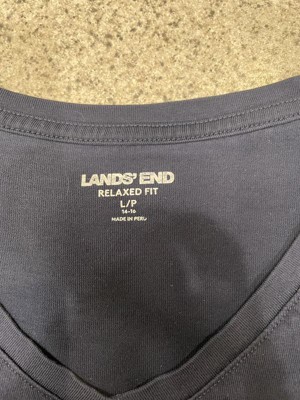 LANDS' END
RELAXED FIT
L/P
14-16
MADE IN PERU